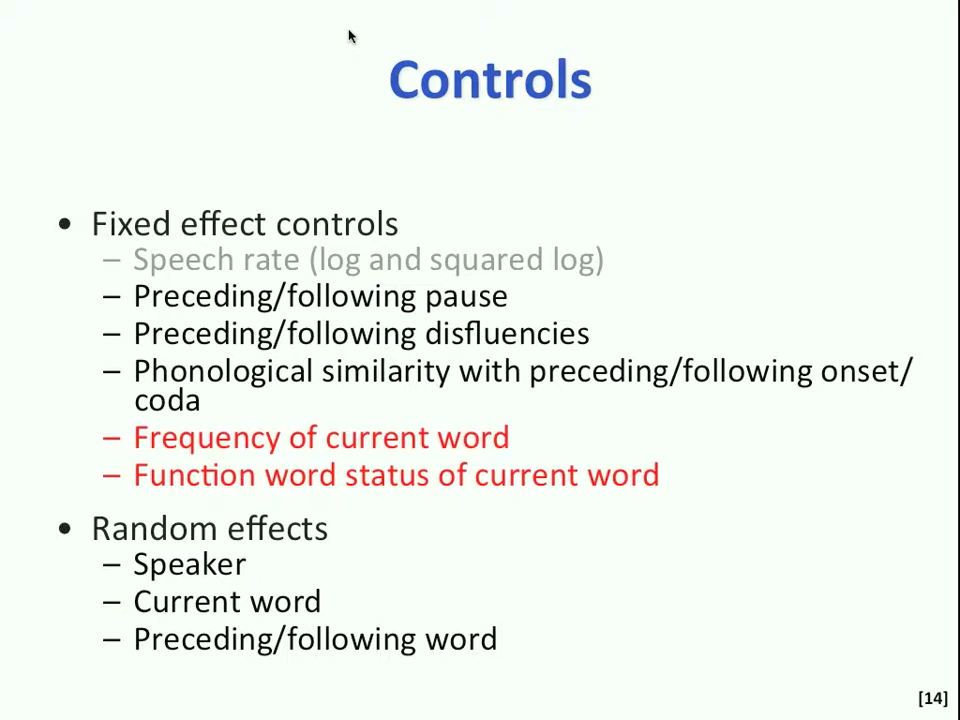 Controls
• Fixed effect controls
– Speech rate (log and squared log)
– Preceding/following pause
– Preceding/following disfluencies
– Phonological similarity with preceding/following onset/
coda
– Frequency of current word
– Function word status of current word
• Random effects
– Speaker
– Current word
– Preceding/following word
[14]